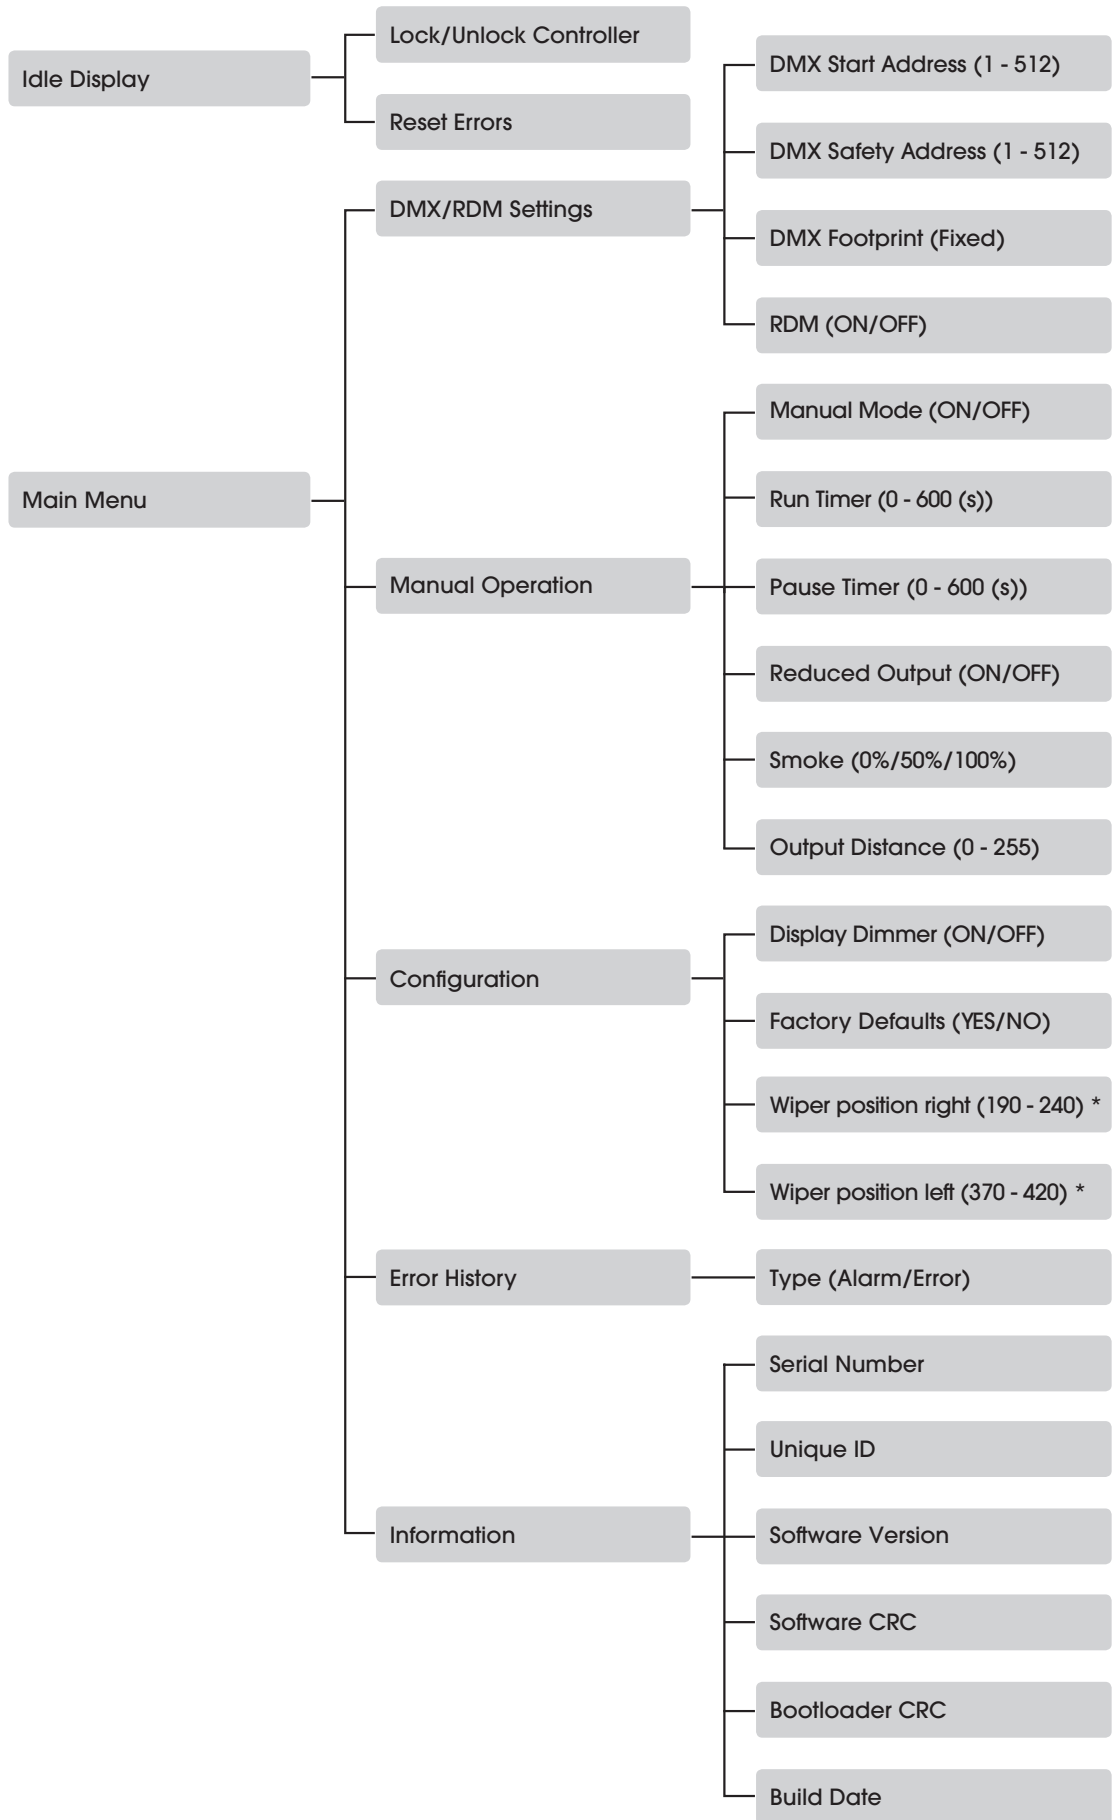 Idle Display
Lock/Unlock Controller
Reset Errors
Main Menu
DMX/RDM Settings
DMX Start Address (1 - 512)
DMX Safety Address (1 - 512)
DMX Footprint (Fixed)
RDM (ON/OFF)
Manual Operation
Manual Mode (ON/OFF)
Run Timer (0 - 600 (s))
Pause Timer (0 - 600 (s))
Reduced Output (ON/OFF)
Smoke (0%/50%/100%)
Output Distance (0 - 255)
Configuration
Display Dimmer (ON/OFF)
Factory Defaults (YES/NO)
Wiper position right (190 - 240) *
Wiper position left (370 - 420) *
Error History
Type (Alarm/Error)
Information
Serial Number
Unique ID
Software Version
Software CRC
Bootloader CRC
Build Date